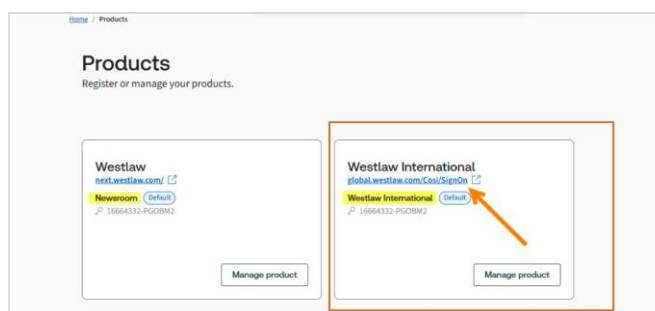 Home / Products
Products
Register or manage your products.
Westlaw
next.westlaw.com/
Newsroom Default
16664332-PGOBM2
Manage product
Westlaw International
global.westlaw.com/Cosi/SignOn
Westlaw International Default
16664332-PGOBM2
Manage product